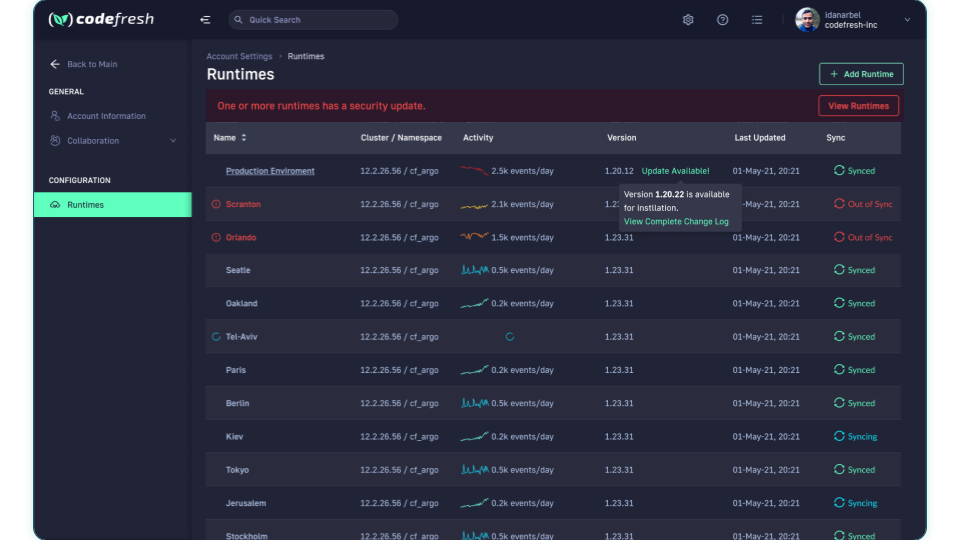 codefresh
Quick Search
idanarbel
codefresh-inc
Back to Main
GENERAL
Account Information
Collaboration
CONFIGURATION
Runtimes
Account Settings > Runtimes
Runtimes
+ Add Runtime
One or more runtimes has a security update.
View Runtimes
Name Cluster / Namespace Activity Version Last Updated Sync
Production Enviroment 12.2.26.56 / cf_argo 2.5k events/day 1.20.12 Update Available! 01-May-21, 20:21 Synced
Version 1.20.22 is available
for instllation.
View Complete Change Log
Scranton 12.2.26.56 / cf_argo 2.1k events/day -May-21, 20:21 Out of Sync
Orlando 12.2.26.56 / cf_argo 1.5k events/day 1.23.31 01-May-21, 20:21 Out of Sync
Seatle 12.2.26.56 / cf_argo 0.5k events/day 1.23.31 01-May-21, 20:21 Synced
Oakland 12.2.26.56 / cf_argo 0.2k events/day 1.23.31 01-May-21, 20:21 Synced
Tel-Aviv 12.2.26.56 / cf_argo 1.23.31 01-May-21, 20:21 Synced
Paris 12.2.26.56 / cf_argo 0.2k events/day 1.23.31 01-May-21, 20:21 Synced
Berlin 12.2.26.56 / cf_argo 0.5k events/day 1.23.31 01-May-21, 20:21 Synced
Kiev 12.2.26.56 / cf_argo 0.2k events/day 1.23.31 01-May-21, 20:21 Syncing
Tokyo 12.2.26.56 / cf_argo 0.5k events/day 1.23.31 01-May-21, 20:21 Synced
Jerusalem 12.2.26.56 / cf_argo 0.2k events/day 1.23.31 01-May-21, 20:21 Syncing
Stockholm 12.2.26.56 / cf_argo 0.5k events/day 1.23.31 01-May-21, 20:21 Synced